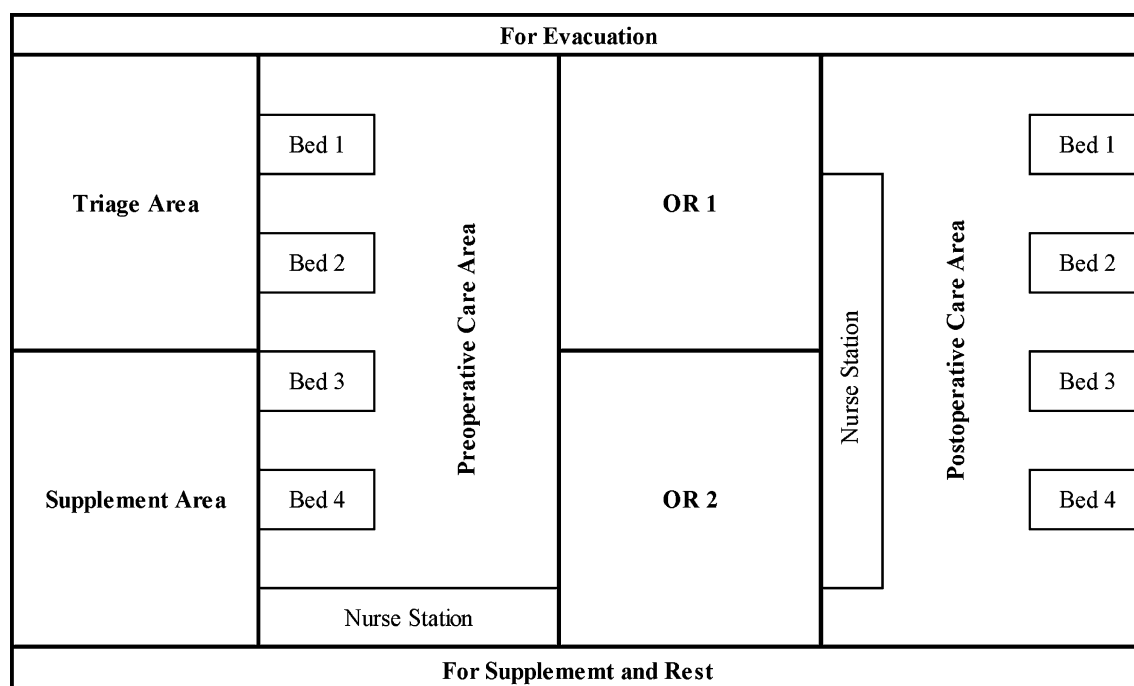 For Evacuation
Triage Area
Supplement Area
Bed 1
Bed 2
Bed 3
Bed 4
Preoperative Care Area
Nurse Station
OR 1
OR 2
Nurse Station
Postoperative Care Area
Bed 1
Bed 2
Bed 3
Bed 4
For Supplememt and Rest